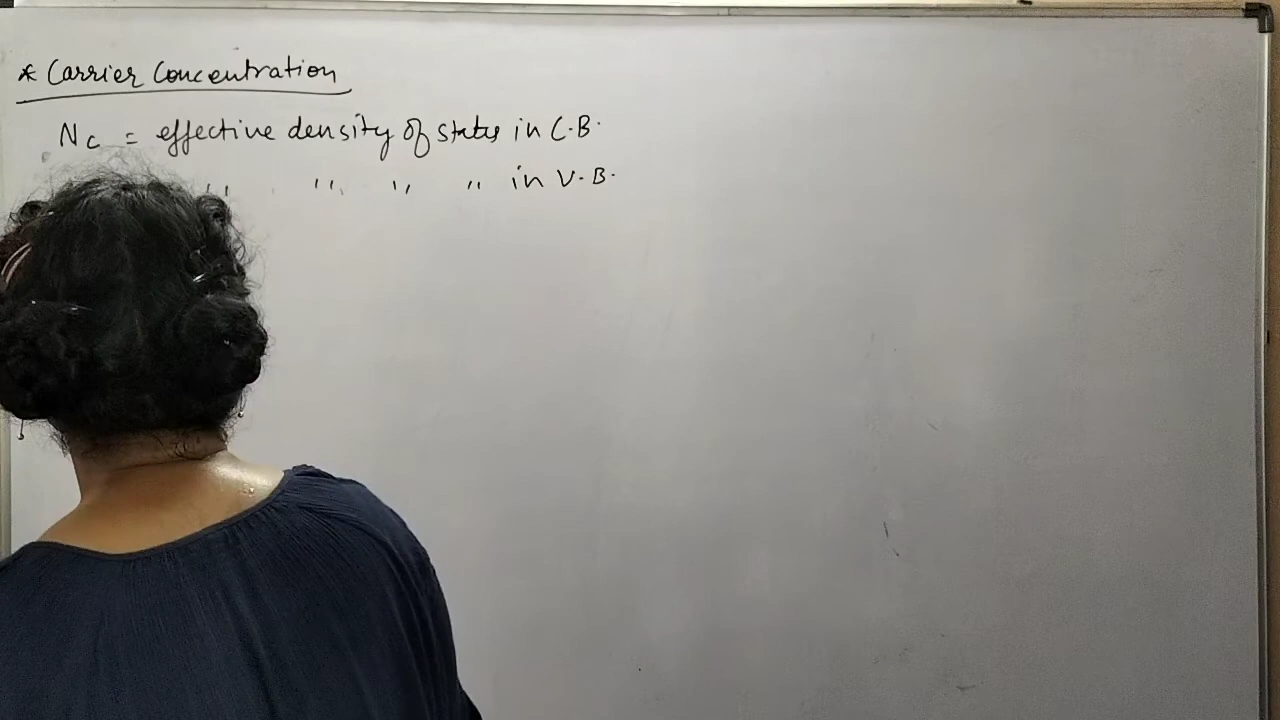 * Carrier Concentration
Nc = effective density of states in C.B.
" " " " in V.B.